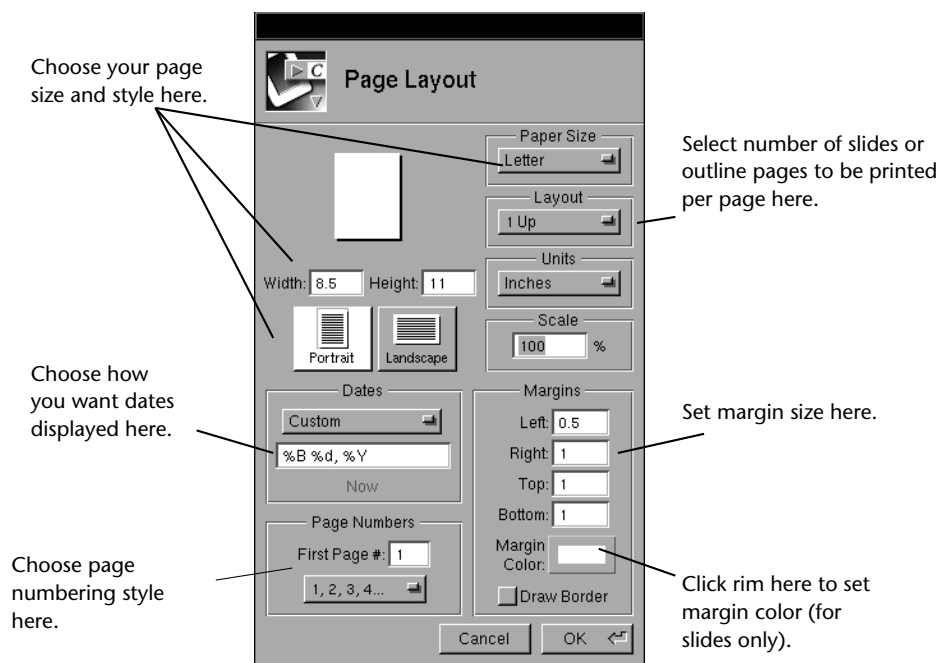 Choose your page
size and style here.
C
Page Layout
Paper Size
Letter
Select number of slides or
outline pages to be printed
per page here.
Layout
1 Up
Units
Inches
Width: 8.5 Height: 11
Scale
100 %
Portrait Landscape
Choose how
you want dates
displayed here.
Dates
Custom
%B %d, %Y
Now
Margins
Left: 0.5
Right: 1
Top: 1
Bottom: 1
Margin
Color:
Draw Border
Set margin size here.
Page Numbers
First Page #: 1
1, 2, 3, 4...
Choose page
numbering style
here.
Click rim here to set
margin color (for
slides only).
Cancel OK